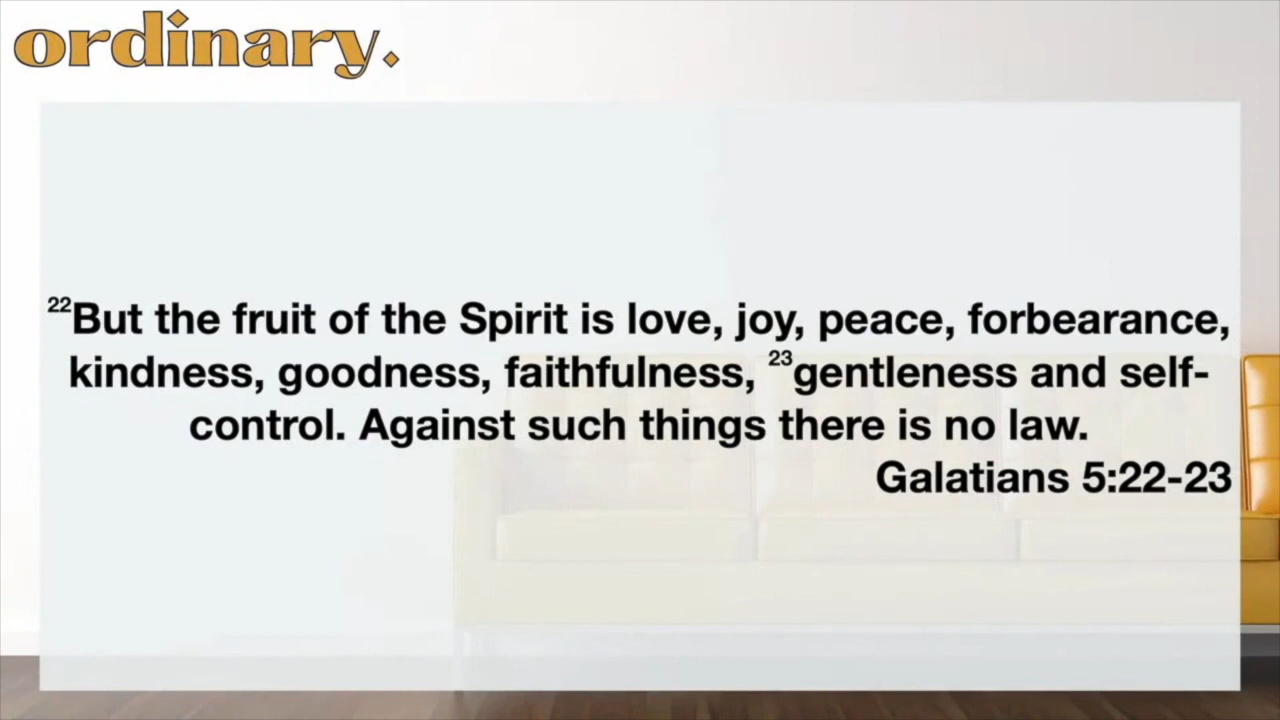 ordinary.
²²But the fruit of the Spirit is love, joy, peace, forbearance,
kindness, goodness, faithfulness, ²³gentleness and self-
control. Against such things there is no law.
Galatians 5:22-23